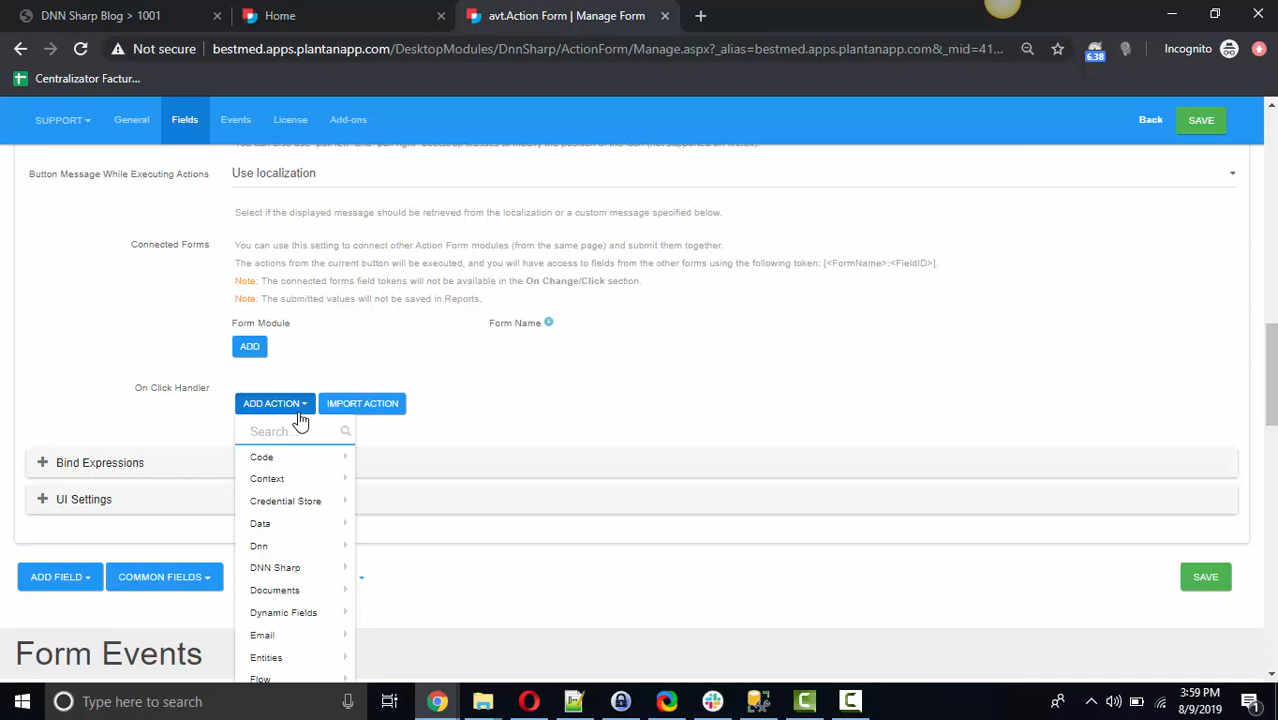 DNN Sharp Blog > 1001
Home
avt.Action Form | Manage Form
Not secure
bestmed.apps.plantanapp.com/DesktopModules/DnnSharp/ActionForm/Manage.aspx?_alias=bestmed.apps.plantanapp.com&_mid=41...
6.38
Incognito
Centralizator Factur...
SUPPORT
General
Fields
Events
License
Add-ons
Back
SAVE
Button Message While Executing Actions
Use localization
Select if the displayed message should be retrieved from the localization or a custom message specified below.
Connected Forms
You can use this setting to connect other Action Form modules (from the same page) and submit them together.
The actions from the current button will be executed, and you will have access to fields from the other forms using the following token: [<FormName>:<FieldID>].
Note: The connected forms field tokens will not be available in the On Change/Click section.
Note: The submitted values will not be saved in Reports.
Form Module
Form Name
ADD
On Click Handler
ADD ACTION
IMPORT ACTION
Search...
Code
Context
Credential Store
Data
Dnn
DNN Sharp
Documents
Dynamic Fields
Email
Entities
Flow
Bind Expressions
UI Settings
ADD FIELD
COMMON FIELDS
SAVE
Form Events
Type here to search
3:59 PM
8/9/2019
1